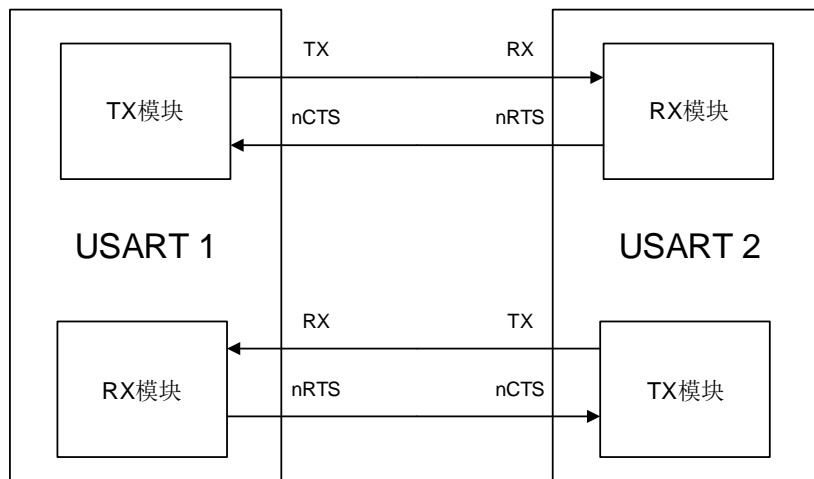 TX RX
TX模块 nCTS nRTS RX模块
USART 1 USART 2
RX TX
RX模块 nRTS nCTS TX模块